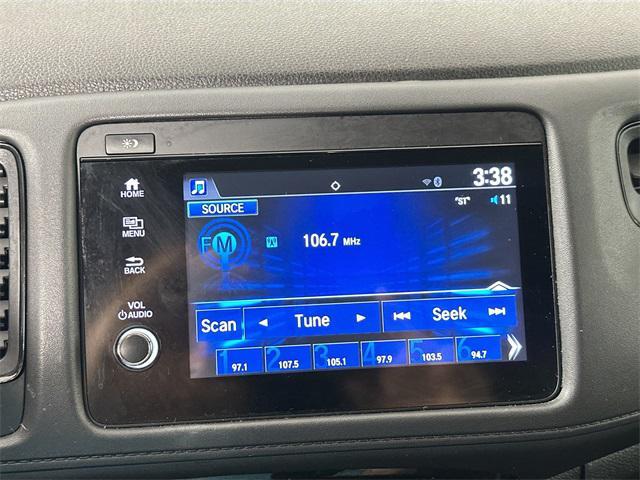 3:38
HOME
SOURCE
"ST" 11
MENU
FM 106.7 MHz
BACK
VOL
AUDIO
Scan Tune Seek
1 2 3 4 5 6
97.1 107.5 105.1 97.9 103.5 94.7